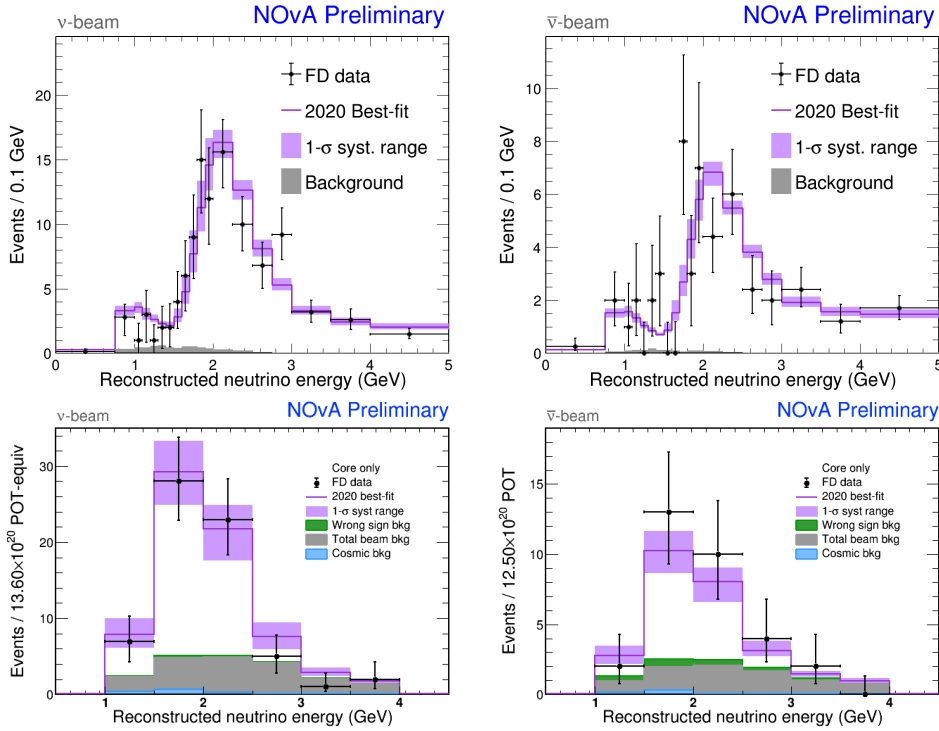 ν-beam NOvA Preliminary
Events / 0.1 GeV
20
15
10
5
0
FD data
2020 Best-fit
1-σ syst. range
Background
0 1 2 3 4 5
Reconstructed neutrino energy (GeV)
ν̅-beam NOvA Preliminary
Events / 0.1 GeV
10
8
6
4
2
0
FD data
2020 Best-fit
1-σ syst. range
Background
0 1 2 3 4 5
Reconstructed neutrino energy (GeV)
ν-beam NOvA Preliminary
Events / 13.60×10²⁰ POT-equiv
30
20
10
0
Core only
FD data
2020 best-fit
1-σ syst range
Wrong sign bkg
Total beam bkg
Cosmic bkg
1 2 3 4
Reconstructed neutrino energy (GeV)
ν̅-beam NOvA Preliminary
Events / 12.50×10²⁰ POT
15
10
5
0
Core only
FD data
2020 best-fit
1-σ syst range
Wrong sign bkg
Total beam bkg
Cosmic bkg
1 2 3 4
Reconstructed neutrino energy (GeV)